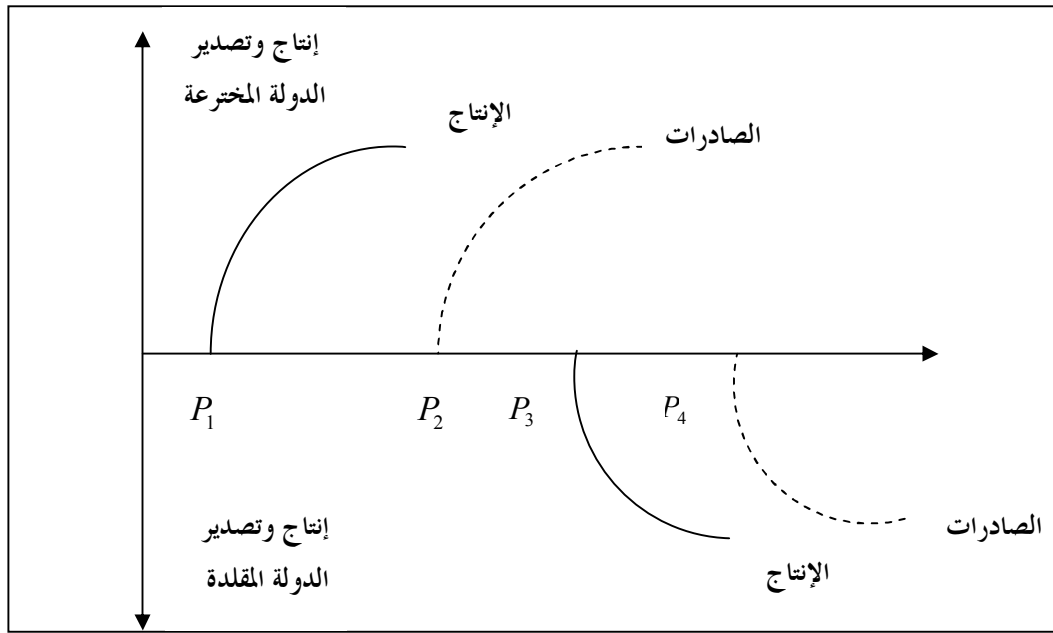 إنتاج وتصدير
الدولة المخترعة
الإنتاج
الصادرات
P1
P2
P3
P4
إنتاج وتصدير
الدولة المقلدة
الصادرات
الإنتاج